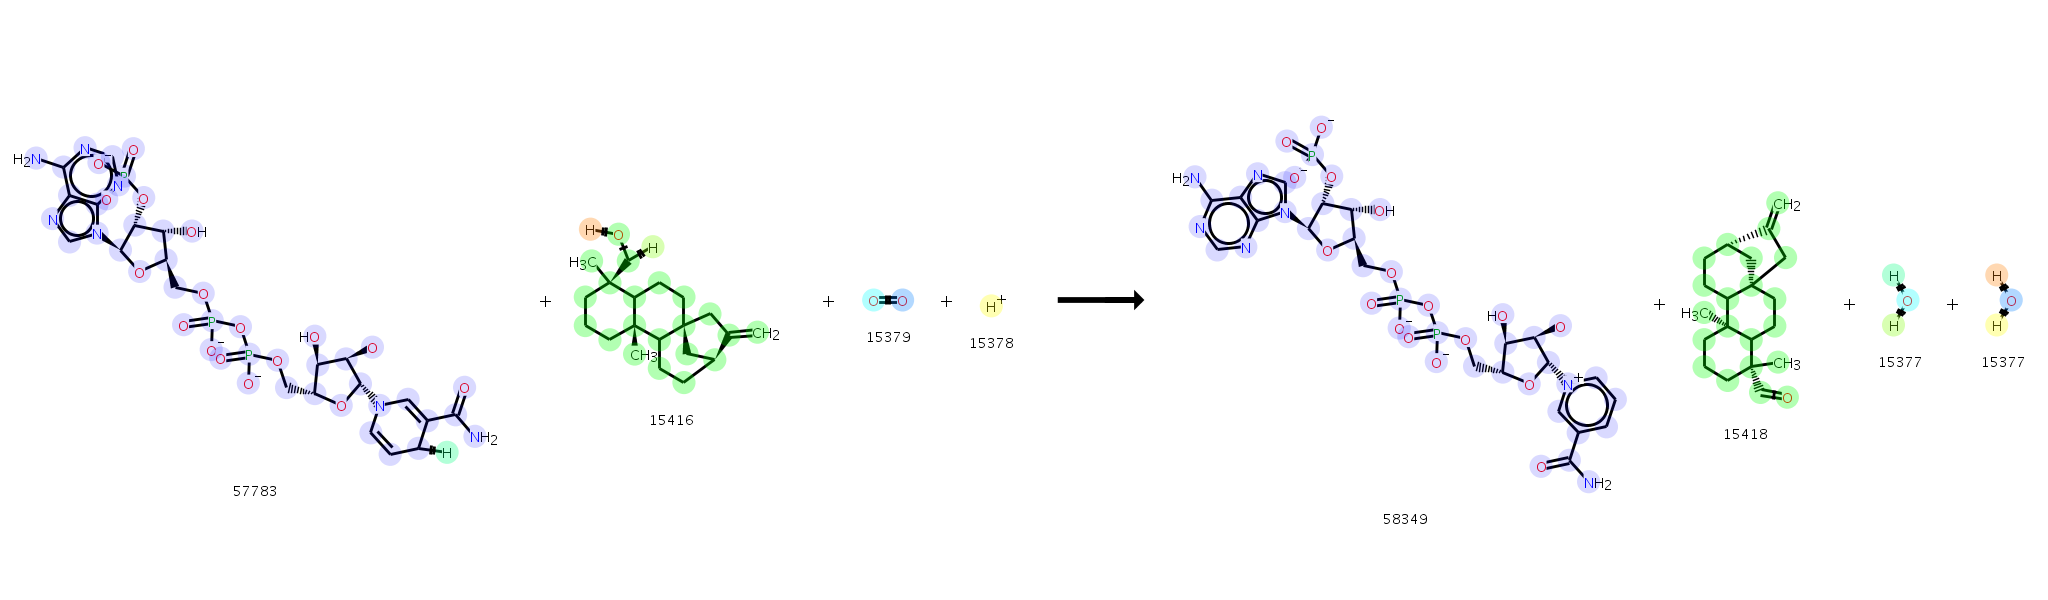 H₂N N N N N O O⁻ P O O OH O O O P O⁻ O O P O⁻ O HO O O N O NH₂ H
57783
+
H O H H₃C CH₃ CH₂
15416
+
O O
15379
+
H⁺
15378
O⁻ O P O O⁻ H₂N N N N N OH O O O P O⁻ O O P O⁻ O HO O O N⁺ O NH₂
58349
+
CH₂ H₃C CH₃ O
15418
+
H O H
15377
+
H O H
15377